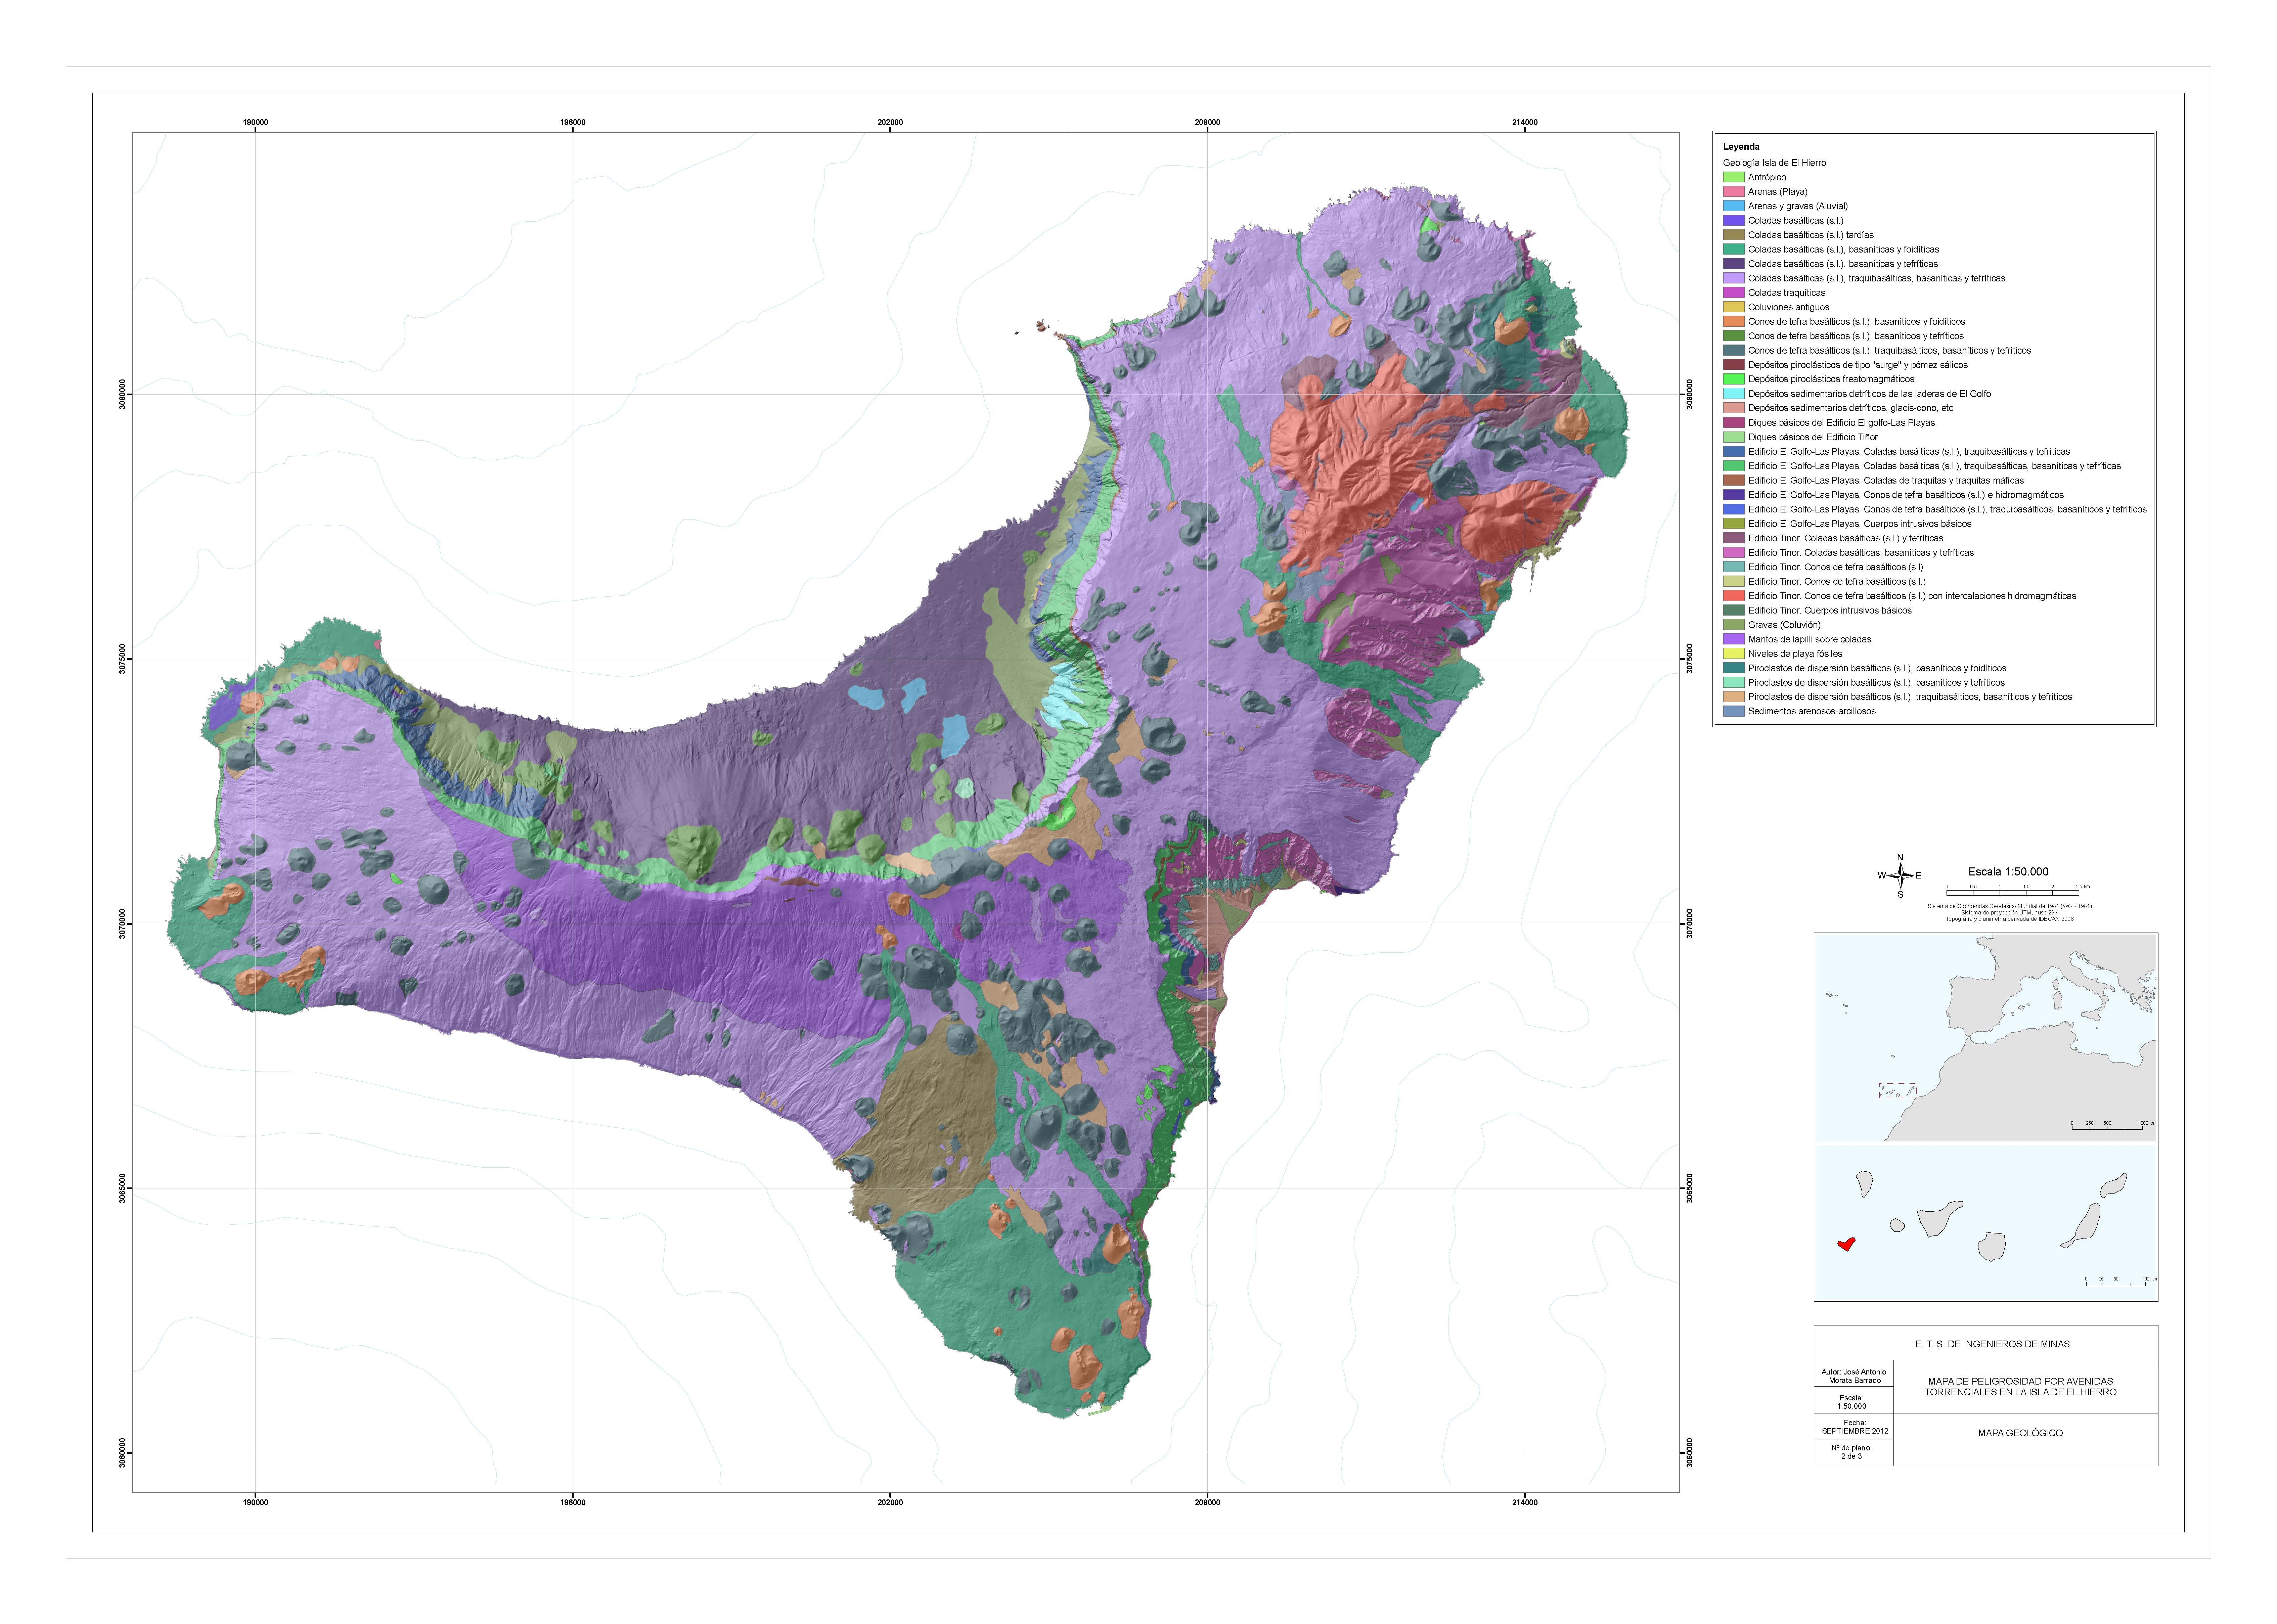 190000 196000 202000 208000 214000
3080000 3080000
3075000 3075000
3070000 3070000
3065000 3065000
3060000 3060000
190000 196000 202000 208000 214000
Leyenda
Geología Isla de El Hierro
Antrópico
Arenas (Playa)
Arenas y gravas (Aluvial)
Coladas basálticas (s.l.)
Coladas basálticas (s.l.) tardías
Coladas basálticas (s.l.), basaníticas y foidíticas
Coladas basálticas (s.l.), basaníticas y tefríticas
Coladas basálticas (s.l.), traquibasálticas, basaníticas y tefríticas
Coladas traquíticas
Coluviones antiguos
Conos de tefra basálticos (s.l.), basaníticos y foidíticos
Conos de tefra basálticos (s.l.), basaníticos y tefríticos
Conos de tefra basálticos (s.l.), traquibasálticos, basaníticos y tefríticos
Depósitos piroclásticos de tipo "surge" y pómez sálicos
Depósitos piroclásticos freatomagmáticos
Depósitos sedimentarios detríticos de las laderas de El Golfo
Depósitos sedimentarios detríticos, glacis-cono, etc
Diques básicos del Edificio El golfo-Las Playas
Diques básicos del Edificio Tiñor
Edificio El Golfo-Las Playas. Coladas basálticas (s.l.), traquibasálticas y tefríticas
Edificio El Golfo-Las Playas. Coladas basálticas (s.l.), traquibasálticas, basaníticas y tefríticas
Edificio El Golfo-Las Playas. Coladas de traquitas y traquitas máficas
Edificio El Golfo-Las Playas. Conos de tefra basálticos (s.l.) e hidromagmáticos
Edificio El Golfo-Las Playas. Conos de tefra basálticos (s.l.), traquibasálticos, basaníticos y tefríticos
Edificio El Golfo-Las Playas. Cuerpos intrusivos básicos
Edificio Tinor. Coladas basálticas (s.l.) y tefríticas
Edificio Tinor. Coladas basálticas, basaníticas y tefríticas
Edificio Tinor. Conos de tefra basálticos (s.l)
Edificio Tinor. Conos de tefra basálticos (s.l.)
Edificio Tinor. Conos de tefra basálticos (s.l.) con intercalaciones hidromagmáticas
Edificio Tinor. Cuerpos intrusivos básicos
Gravas (Coluvión)
Mantos de lapilli sobre coladas
Niveles de playa fósiles
Piroclastos de dispersión basálticos (s.l.), basaníticos y foidíticos
Piroclastos de dispersión basálticos (s.l.), basaníticos y tefríticos
Piroclastos de dispersión basálticos (s.l.), traquibasálticos, basaníticos y tefríticos
Sedimentos arenosos-arcillosos
N
W E
S
Escala 1:50.000
0 0.5 1 1.5 2 2.5 km
Sistema de Coordendas Geodésico Mundial de 1984 (WGS 1984)
Sistema de proyección UTM, huso 28N
Topografía y planimetría derivada de IDECAN 2008
0 250 500 1 000 km
0 25 50 100 km
E. T. S. DE INGENIEROS DE MINAS
Autor: José Antonio
Morata Barrado
Escala:
1:50.000
Fecha:
SEPTIEMBRE 2012
Nº de plano:
2 de 3
MAPA DE PELIGROSIDAD POR AVENIDAS
TORRENCIALES EN LA ISLA DE EL HIERRO
MAPA GEOLÓGICO